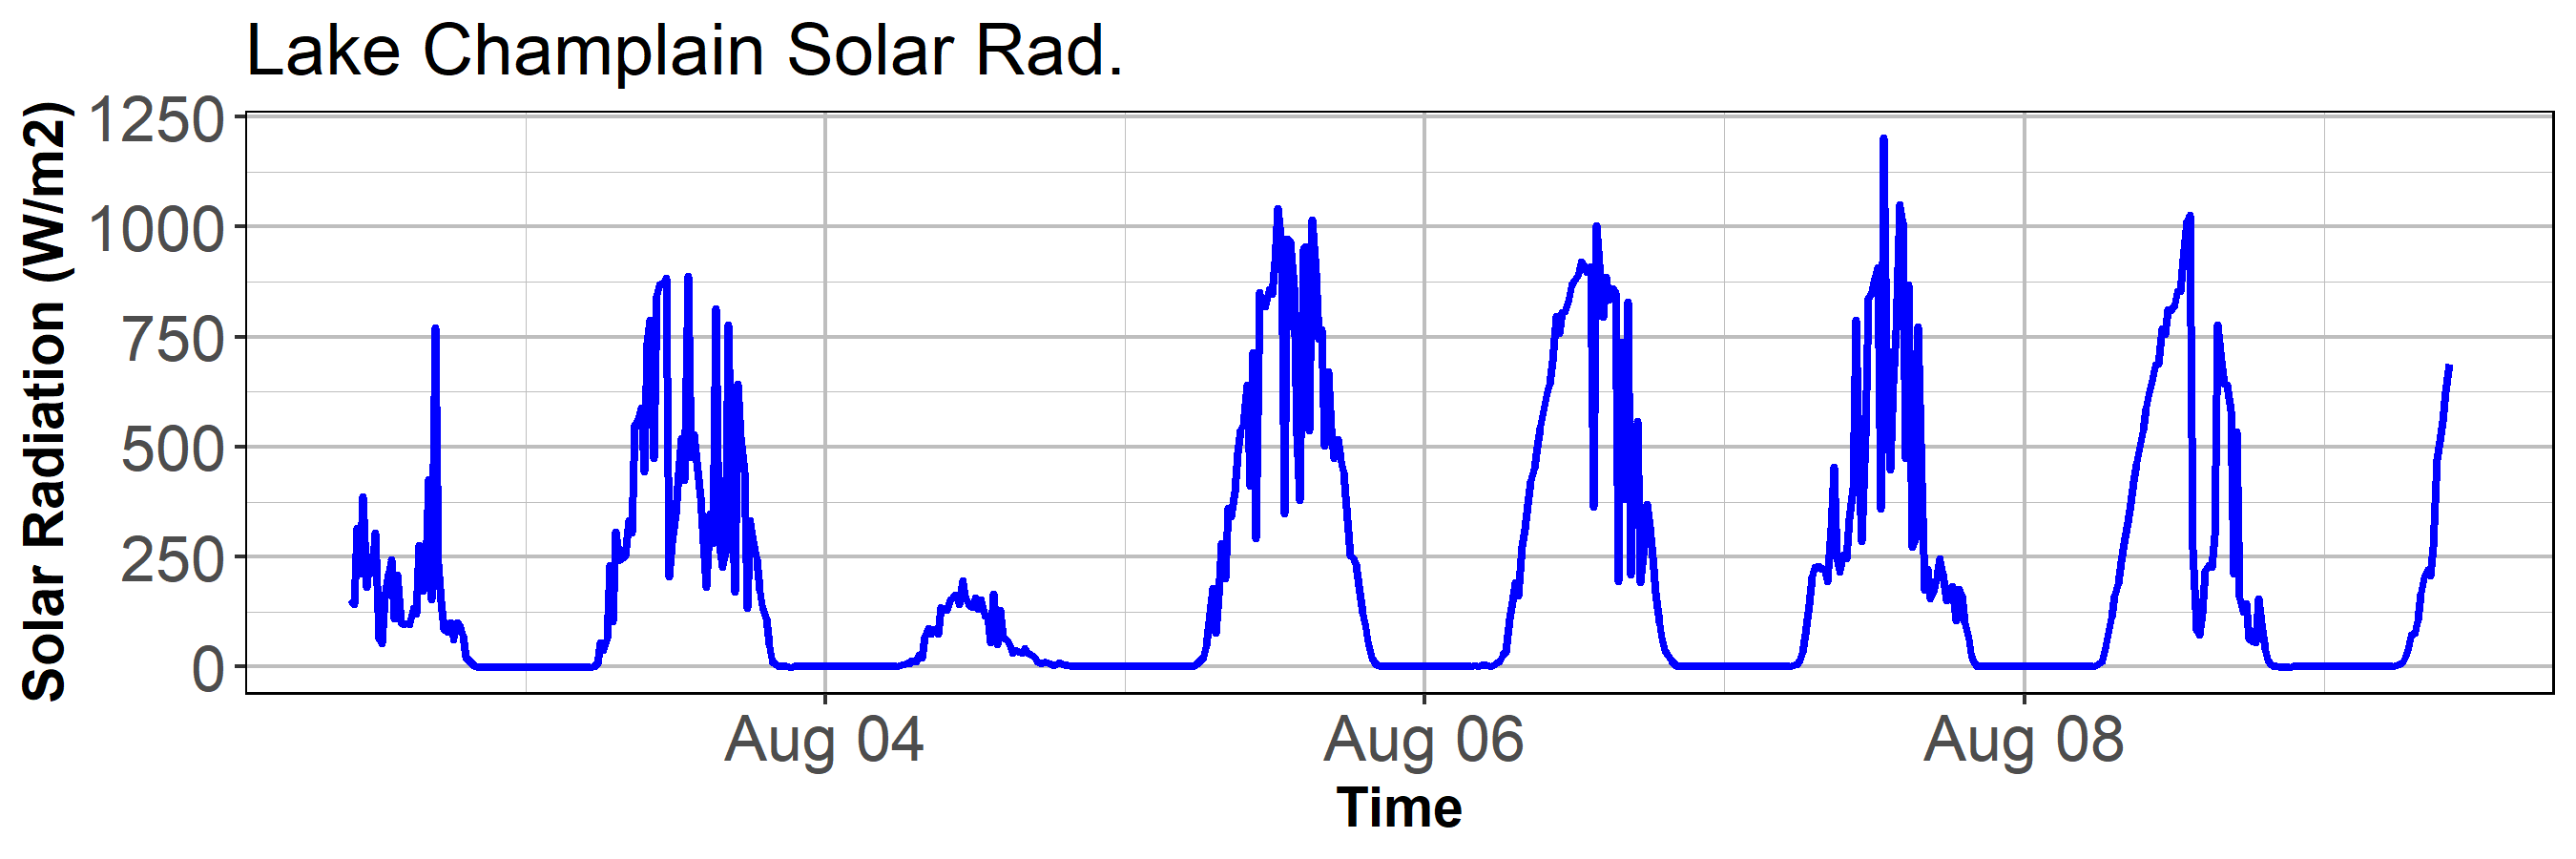 Lake Champlain Solar Rad.
Solar Radiation (W/m2)
1250
1000
750
500
250
0
Aug 04
Aug 06
Aug 08
Time